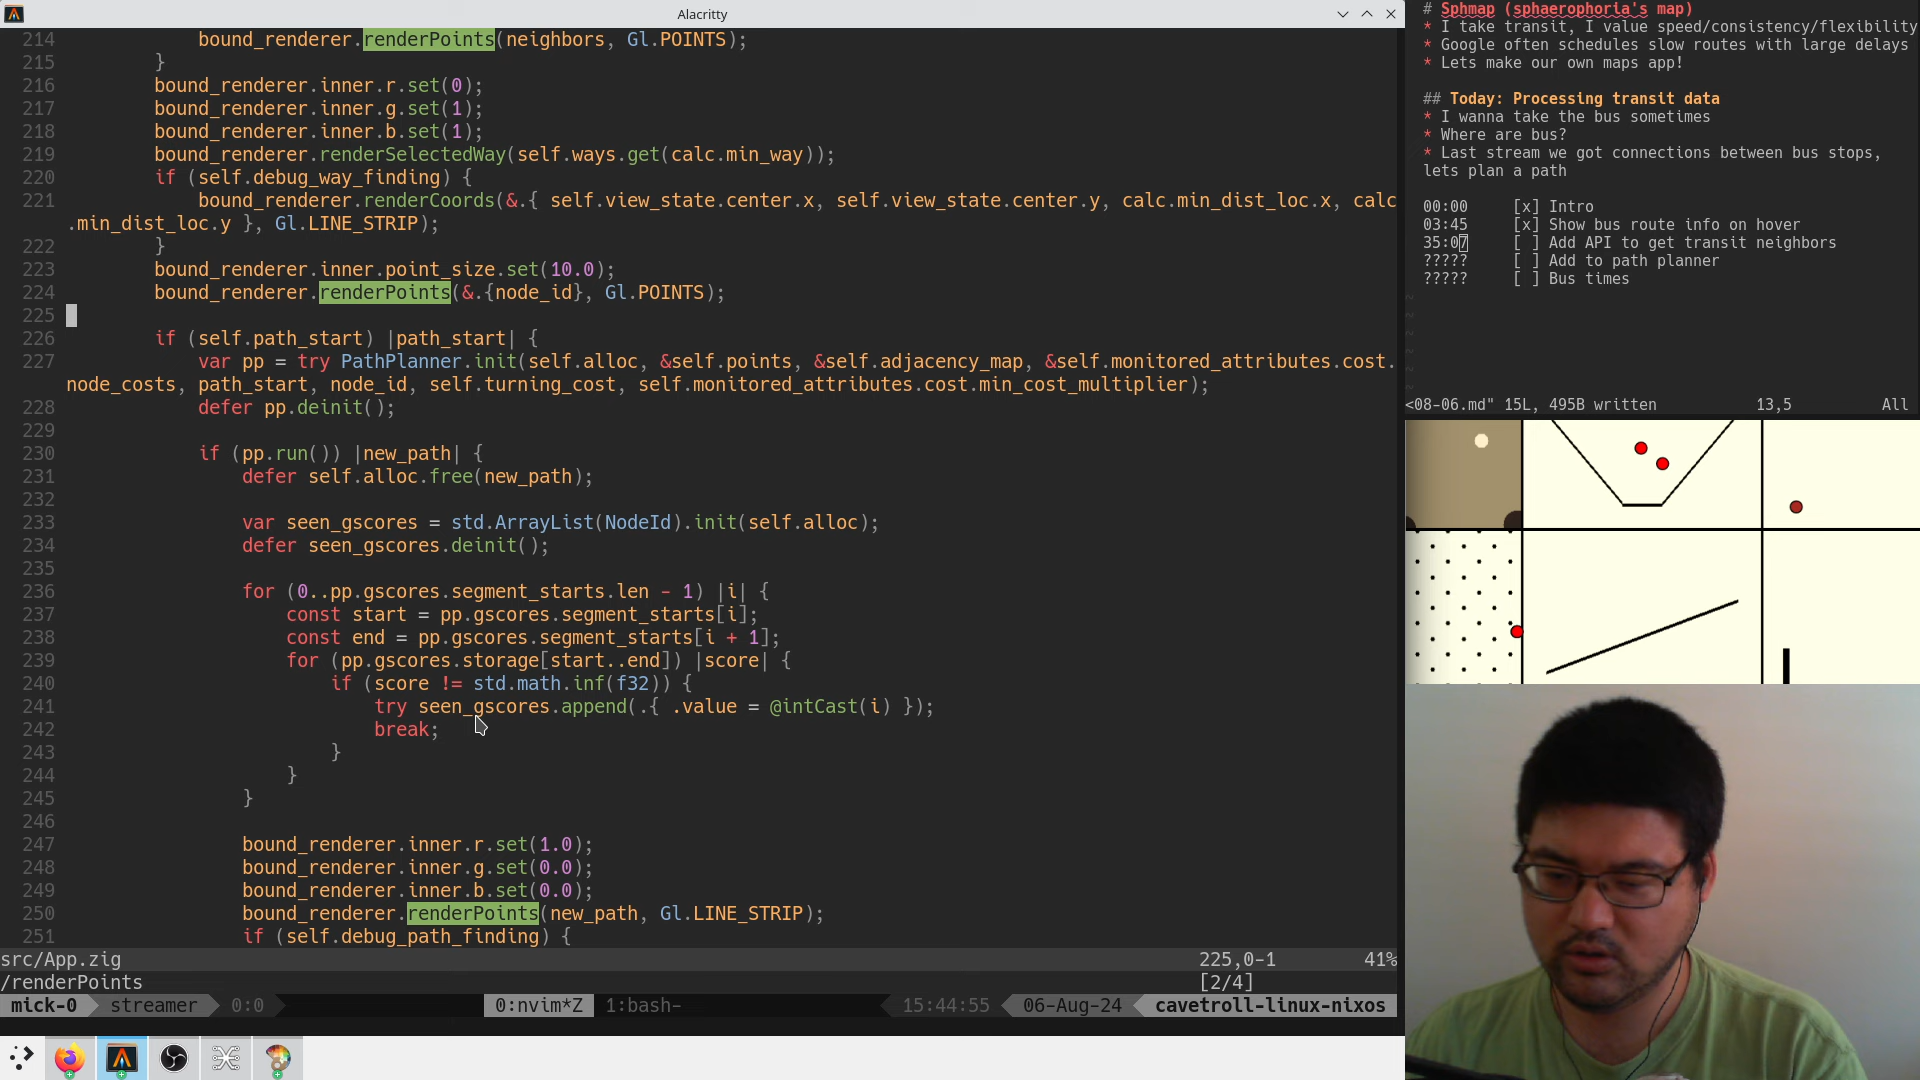 Alacritty
214             bound_renderer.renderPoints(neighbors, Gl.POINTS);
215         }
216         bound_renderer.inner.r.set(0);
217         bound_renderer.inner.g.set(1);
218         bound_renderer.inner.b.set(1);
219         bound_renderer.renderSelectedWay(self.ways.get(calc.min_way));
220         if (self.debug_way_finding) {
221             bound_renderer.renderCoords(&.{ self.view_state.center.x, self.view_state.center.y, calc.min_dist_loc.x, calc
.min_dist_loc.y }, Gl.LINE_STRIP);
222         }
223         bound_renderer.inner.point_size.set(10.0);
224         bound_renderer.renderPoints(&.{node_id}, Gl.POINTS);
225
226         if (self.path_start) |path_start| {
227             var pp = try PathPlanner.init(self.alloc, &self.points, &self.adjacency_map, &self.monitored_attributes.cost.
node_costs, path_start, node_id, self.turning_cost, self.monitored_attributes.cost.min_cost_multiplier);
228             defer pp.deinit();
229
230             if (pp.run()) |new_path| {
231                 defer self.alloc.free(new_path);
232
233                 var seen_gscores = std.ArrayList(NodeId).init(self.alloc);
234                 defer seen_gscores.deinit();
235
236                 for (0..pp.gscores.segment_starts.len - 1) |i| {
237                     const start = pp.gscores.segment_starts[i];
238                     const end = pp.gscores.segment_starts[i + 1];
239                     for (pp.gscores.storage[start..end]) |score| {
240                         if (score != std.math.inf(f32)) {
241                             try seen_gscores.append(.{ .value = @intCast(i) });
242                             break;
243                         }
244                     }
245                 }
246
247                 bound_renderer.inner.r.set(1.0);
248                 bound_renderer.inner.g.set(0.0);
249                 bound_renderer.inner.b.set(0.0);
250                 bound_renderer.renderPoints(new_path, Gl.LINE_STRIP);
251                 if (self.debug_path_finding) {
src/App.zig 225,0-1 41%
/renderPoints [2/4]
mick-0 streamer 0:0 0:nvim*Z 1:bash- 15:44:55 06-Aug-24 cavetroll-linux-nixos
# Sphmap (sphaerophoria's map)
* I take transit, I value speed/consistency/flexibility
* Google often schedules slow routes with large delays
* Lets make our own maps app!
## Today: Processing transit data
* I wanna take the bus sometimes
* Where are bus?
* Last stream we got connections between bus stops,
lets plan a path
00:00 [x] Intro
03:45 [x] Show bus route info on hover
35:07 [ ] Add API to get transit neighbors
????? [ ] Add to path planner
????? [ ] Bus times
~
~
~
~
~
~
<08-06.md" 15L, 495B written 13,5 All